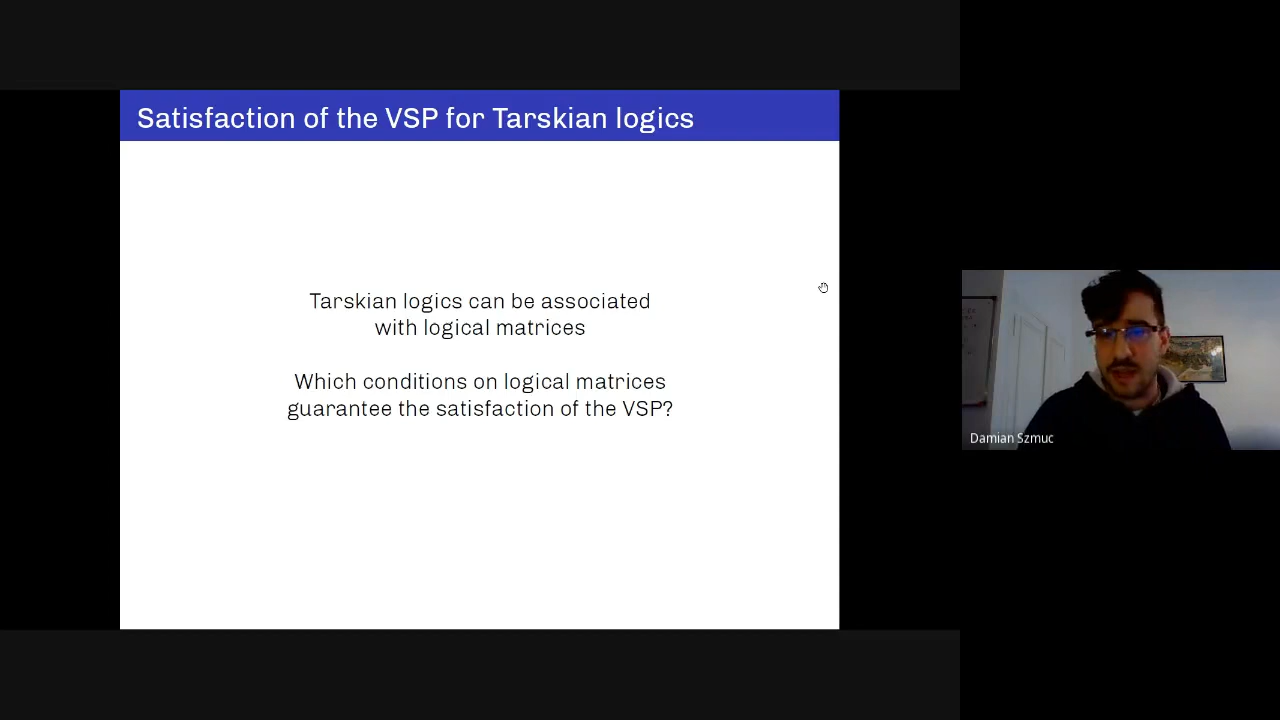 Satisfaction of the VSP for Tarskian logics
Tarskian logics can be associated
with logical matrices
Which conditions on logical matrices
guarantee the satisfaction of the VSP?
Damian Szmuc